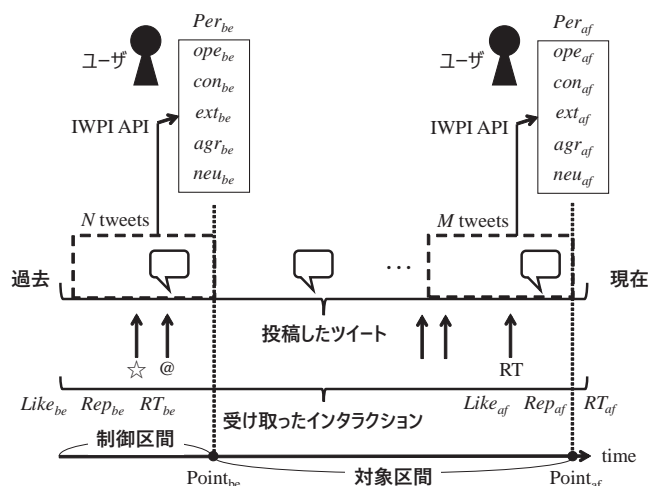 Per_be
Per_af
ユーザ
ope_be
con_be
ext_be
agr_be
neu_be
IWPI API
ユーザ
ope_af
con_af
ext_af
agr_af
neu_af
IWPI API
N tweets
M tweets
過去
…
現在
投稿したツイート
☆ @
RT
Like_be Rep_be RT_be
受け取ったインタラクション
Like_af Rep_af RT_af
制御区間
time
Point_be
対象区間
Point_af